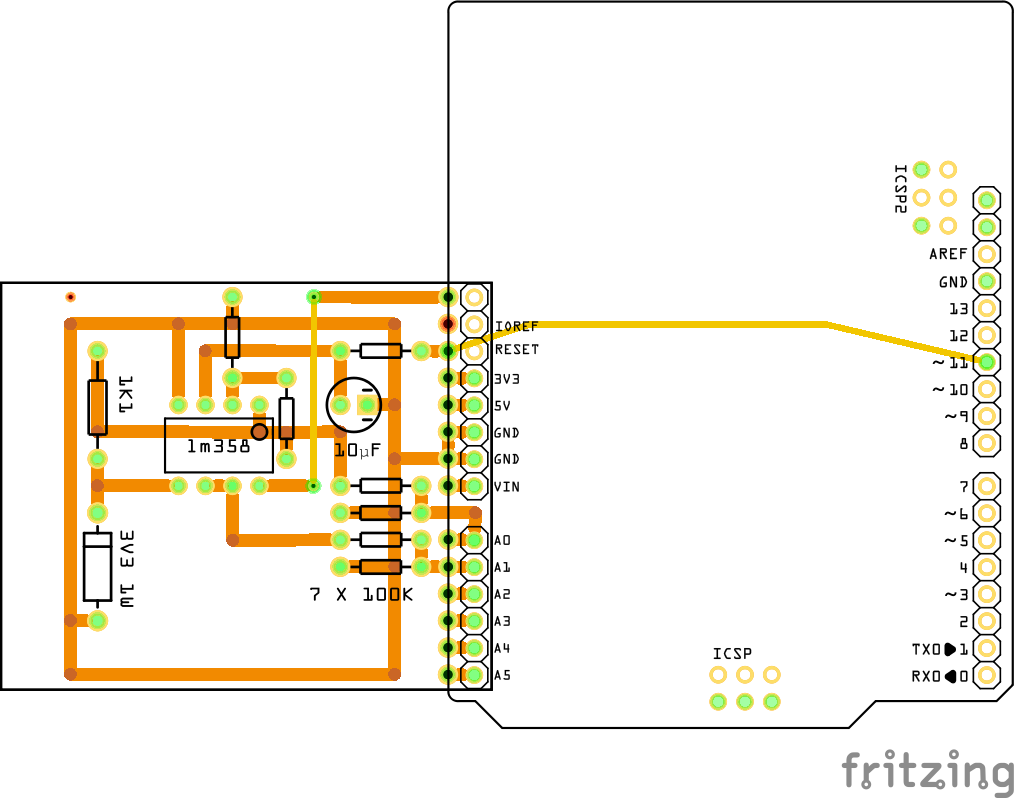 ICSP2
AREF
GND
13
12
~11
~10
~9
8
IOREF
RESET
3V3
5V
GND
GND
VIN
1K1
lm358
10µF
7
~6
~5
4
~3
2
TX0 1
RX0 0
A0
A1
A2
A3
A4
A5
3V3 1W
7 X 100K
ICSP
fritzing